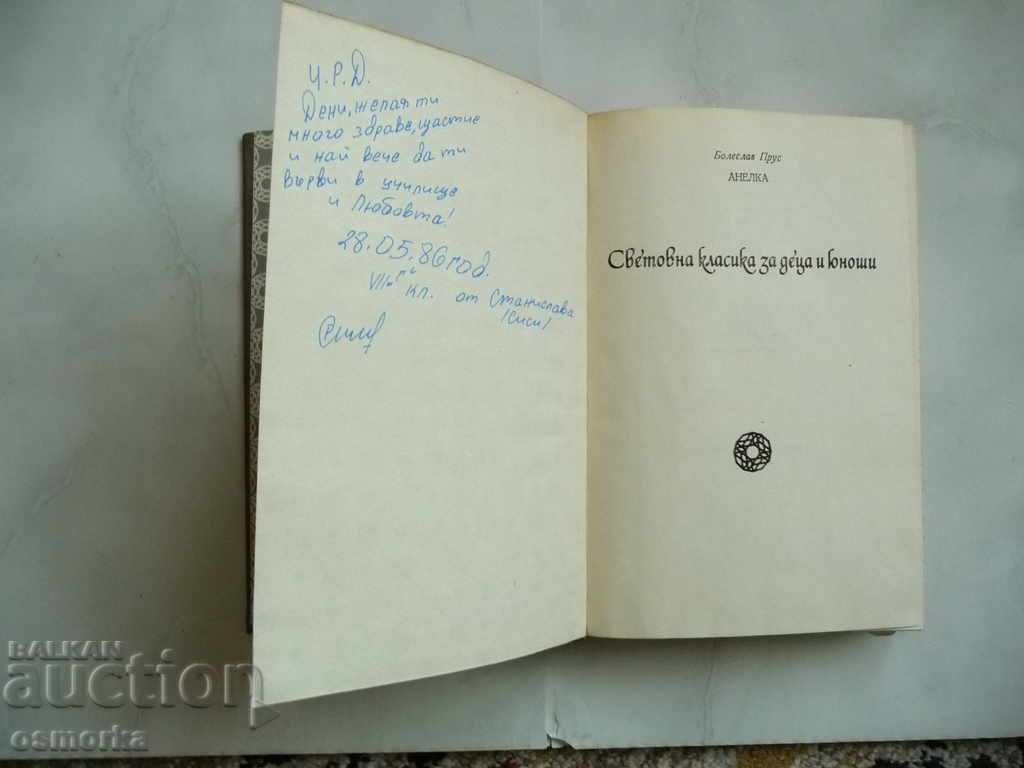 Ч.Р.Д.
Дени, желая ти
много здраве, щастие
и най вече да ти
върви в училище
и Любовта!
28.05.86 год.
кл. от Станислава
/Сиси/
Болеслав Прус
АНЕЛКА
Световна класика за деца и юноши
BALKAN
auction
osmorka